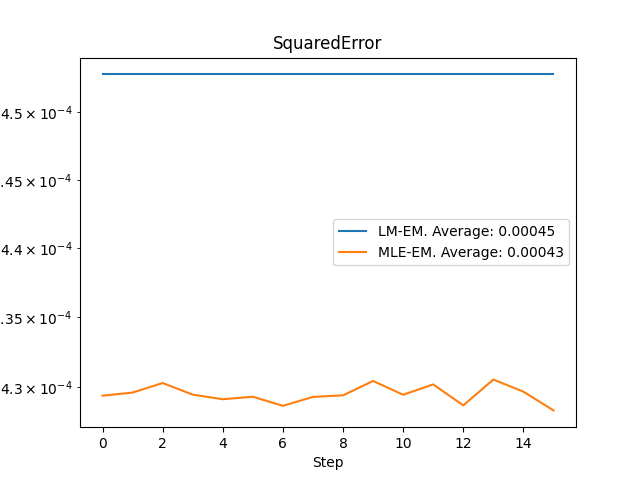 SquaredError
4.5 × 10⁻⁴
.45 × 10⁻⁴
4.4 × 10⁻⁴
.35 × 10⁻⁴
4.3 × 10⁻⁴
LM-EM. Average: 0.00045
MLE-EM. Average: 0.00043
0 2 4 6 8 10 12 14
Step